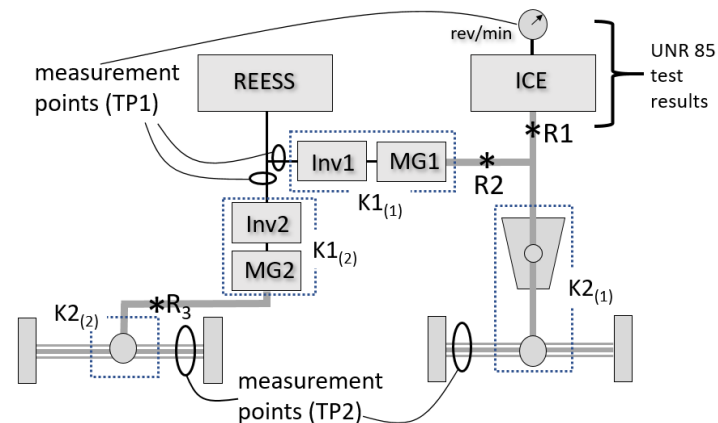 rev/min
UNR 85
test
results
measurement
points (TP1)
REESS
ICE
*R1
Inv1
MG1
*
R2
K1(1)
Inv2
MG2
K1(2)
*R3
K2(2)
K2(1)
measurement
points (TP2)